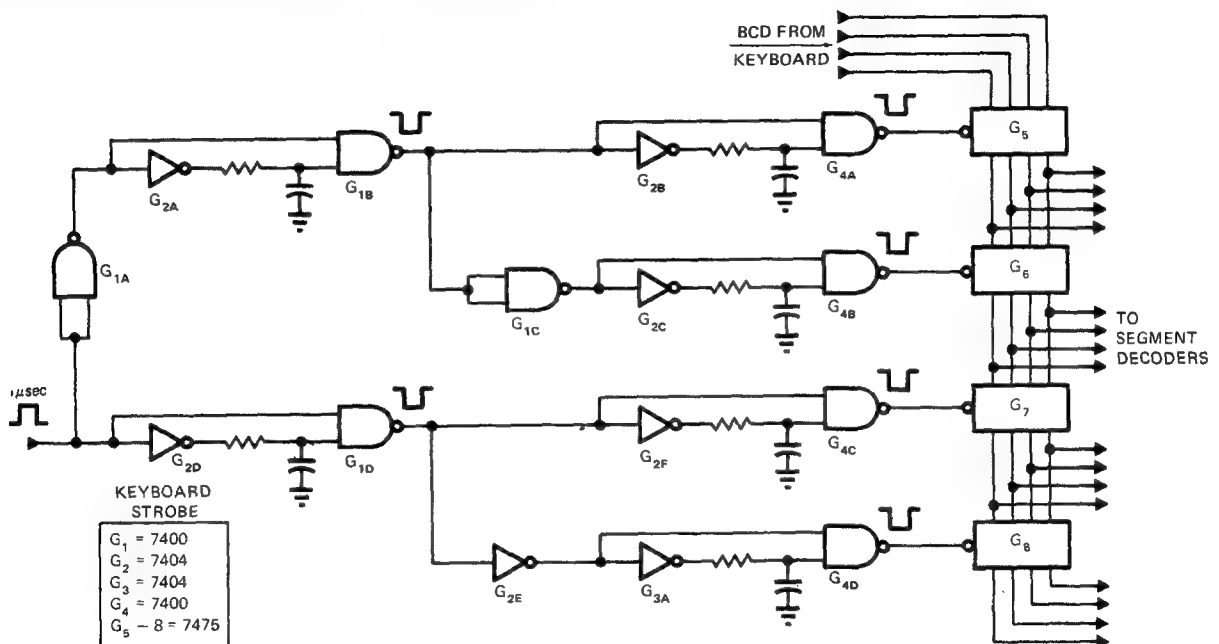 BCD FROM
KEYBOARD
G5
G2A
G1B
G2B
G4A
G1A
G6
G1C
G2C
G4B
TO
SEGMENT
DECODERS
μsec
G7
G2D
G1D
G2F
G4C
KEYBOARD
STROBE
G1 = 7400
G2 = 7404
G3 = 7404
G4 = 7400
G5 - 8 = 7475
G8
G2E
G3A
G4D